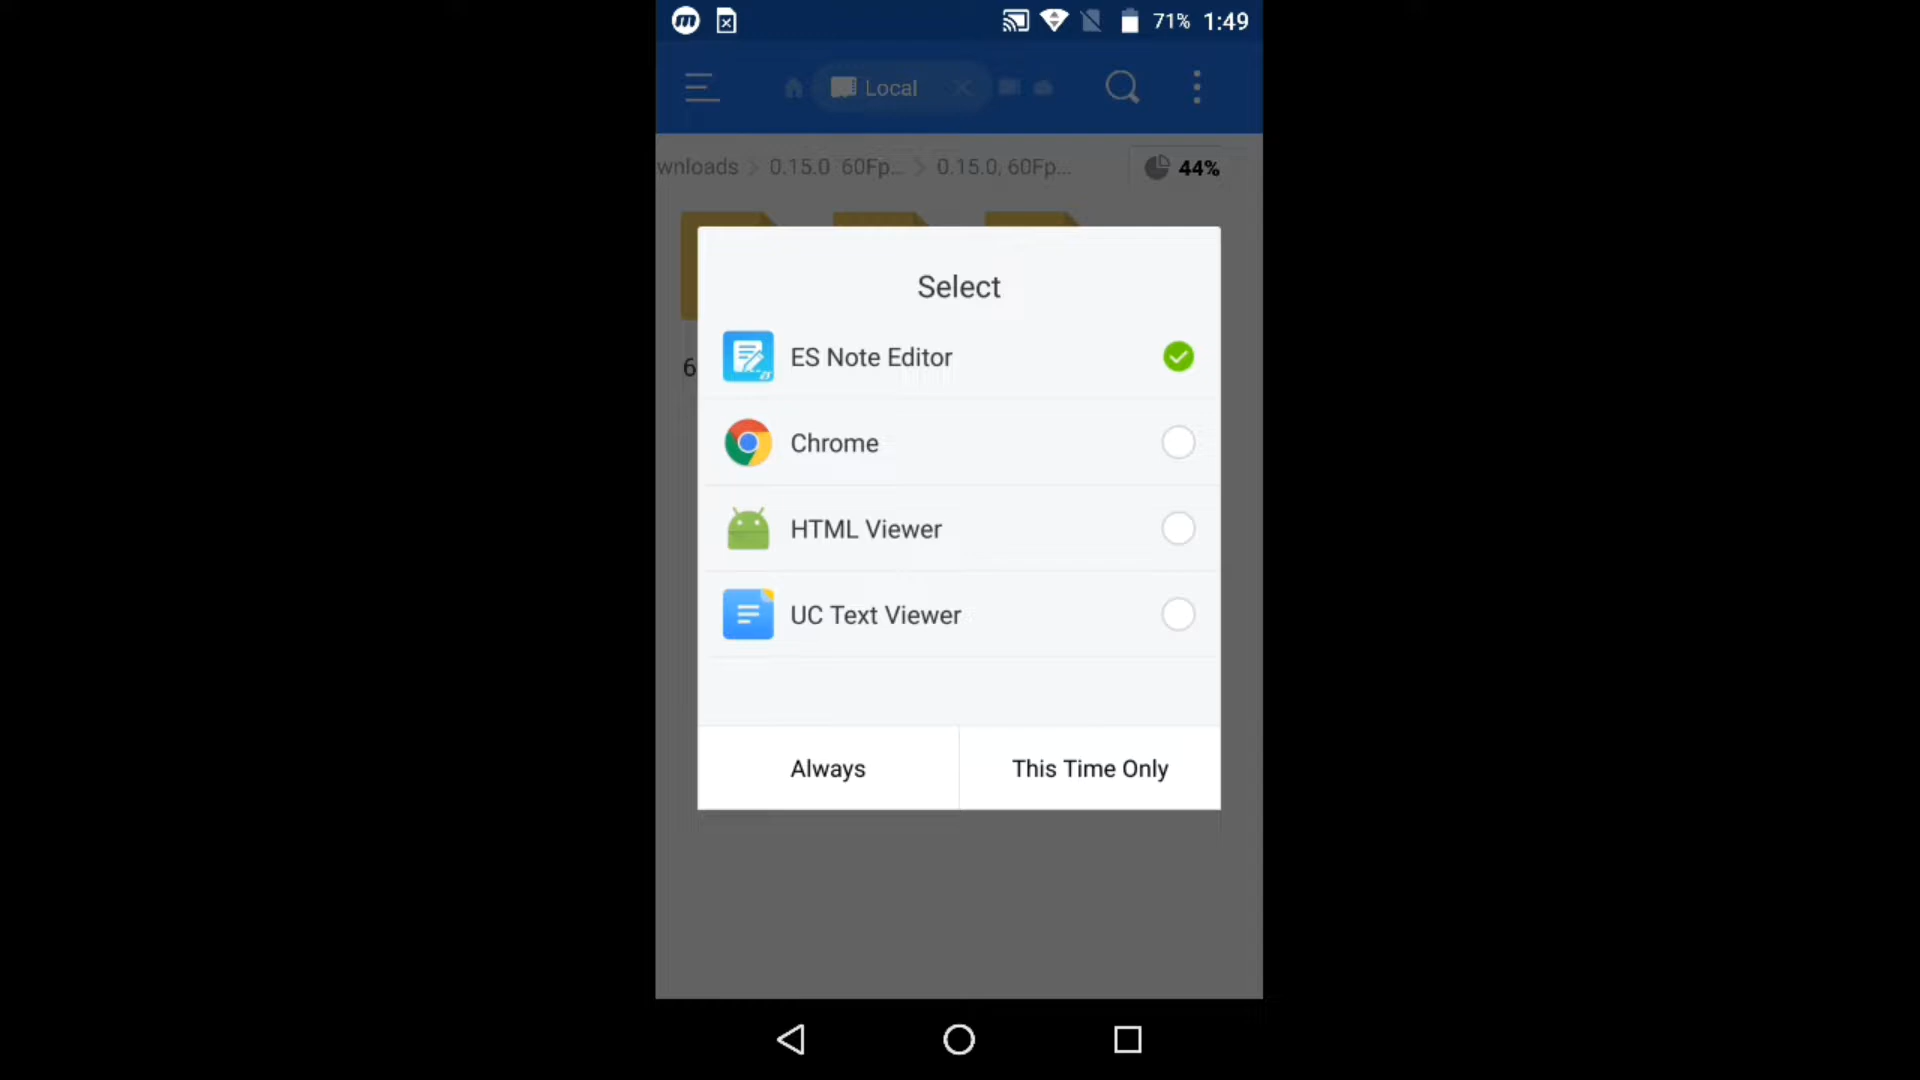 71% 1:49
Local
wnloads > 0.15.0 60Fp... > 0.15.0, 60Fp... 44%
6
Select
ES Note Editor
Chrome
HTML Viewer
UC Text Viewer
Always This Time Only